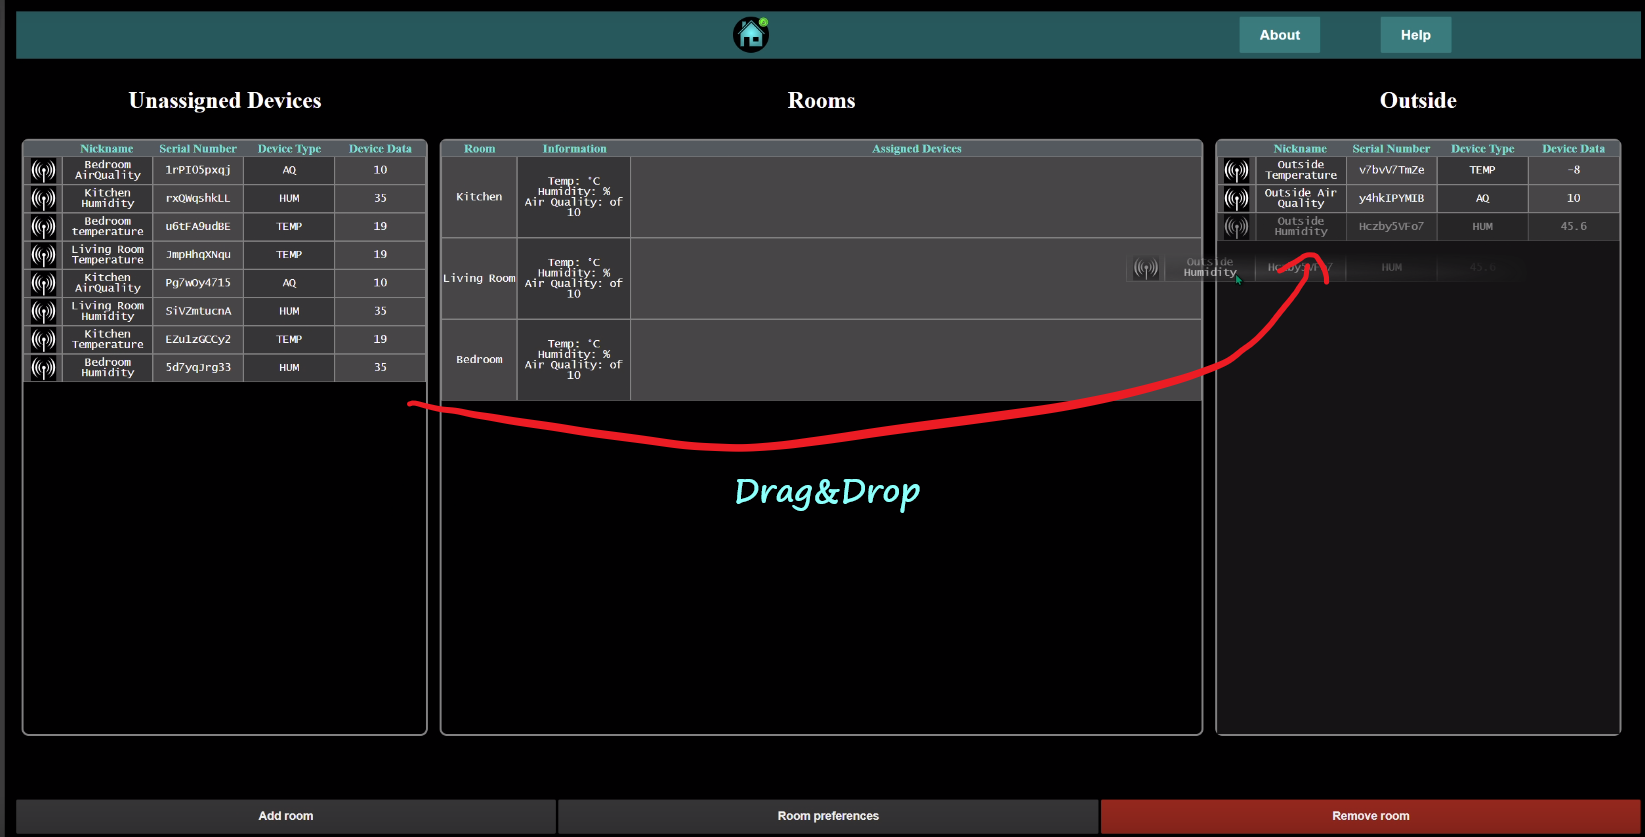 About
Help
Unassigned Devices
Rooms
Outside
Nickname Serial Number Device Type Device Data
Bedroom AirQuality 1rPIO5pxqj AQ 10
Kitchen Humidity rxQWqshkLL HUM 35
Bedroom temperature u6tFA9udBE TEMP 19
Living Room Temperature JmpHhqXNqu TEMP 19
Kitchen AirQuality Pg7wOy4715 AQ 10
Living Room Humidity SiVZmtucnA HUM 35
Kitchen Temperature EZu1zGCCy2 TEMP 19
Bedroom Humidity 5d7yqJrg33 HUM 35
Room Information Assigned Devices
Kitchen
Temp: °C
Humidity: %
Air Quality: of
10
Living Room
Temp: °C
Humidity: %
Air Quality: of
10
Bedroom
Temp: °C
Humidity: %
Air Quality: of
10
Nickname Serial Number Device Type Device Data
Outside Temperature v7bvV7TmZe TEMP -8
Outside Air Quality y4hkIPYMIB AQ 10
Outside Humidity Hczby5VFo7 HUM 45.6
Outside Humidity Hczby5VFo7 HUM 45.6
Drag&Drop
Add room
Room preferences
Remove room